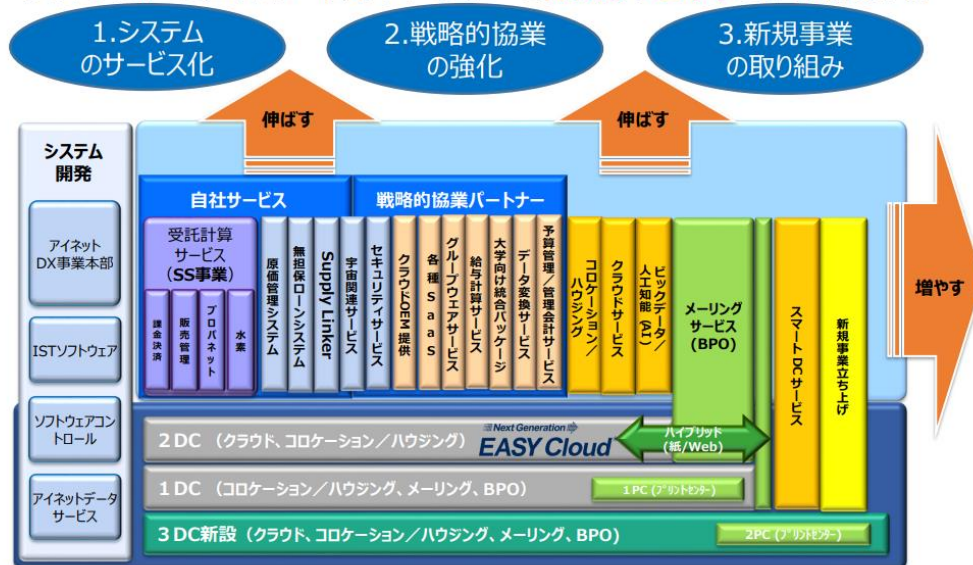 1.システム
のサービス化
2.戦略的協業
の強化
3.新規事業
の取り組み
伸ばす
伸ばす
増やす
システム
開発
アイネット
DX事業本部
ISTソフトウェア
ソフトウェアコン
トロール
アイネットデータ
サービス
自社サービス
戦略的協業パートナー
受託計算
サービス
(SS事業)
課金決済
販売管理
プロパネット
水素
原価管理システム
無担保ローンシステム
Supply Linker
宇宙関連サービス
セキュリティサービス
クラウドOEM 提供
各種SaaS
グループウェアサービス
給与計算サービス
大学向け統合パッケージ
データ変換サービス
予算管理／管理会計サービス
コロケーション／
ハウジング
クラウドサービス
ビックデータ／
人工知能(AI)
メーリング
サービス
(BPO)
スマートDCサービス
新規事業立ち上げ
2DC （クラウド、コロケーション／ハウジング）
Next Generation
EASY Cloud
ハイブリッド
(紙/Web)
1DC （コロケーション／ハウジング、メーリング、BPO）
1PC (ﾌﾟﾘﾝﾄｾﾝﾀｰ)
3DC新設（クラウド、コロケーション／ハウジング、メーリング、BPO）
2PC (ﾌﾟﾘﾝﾄｾﾝﾀｰ)